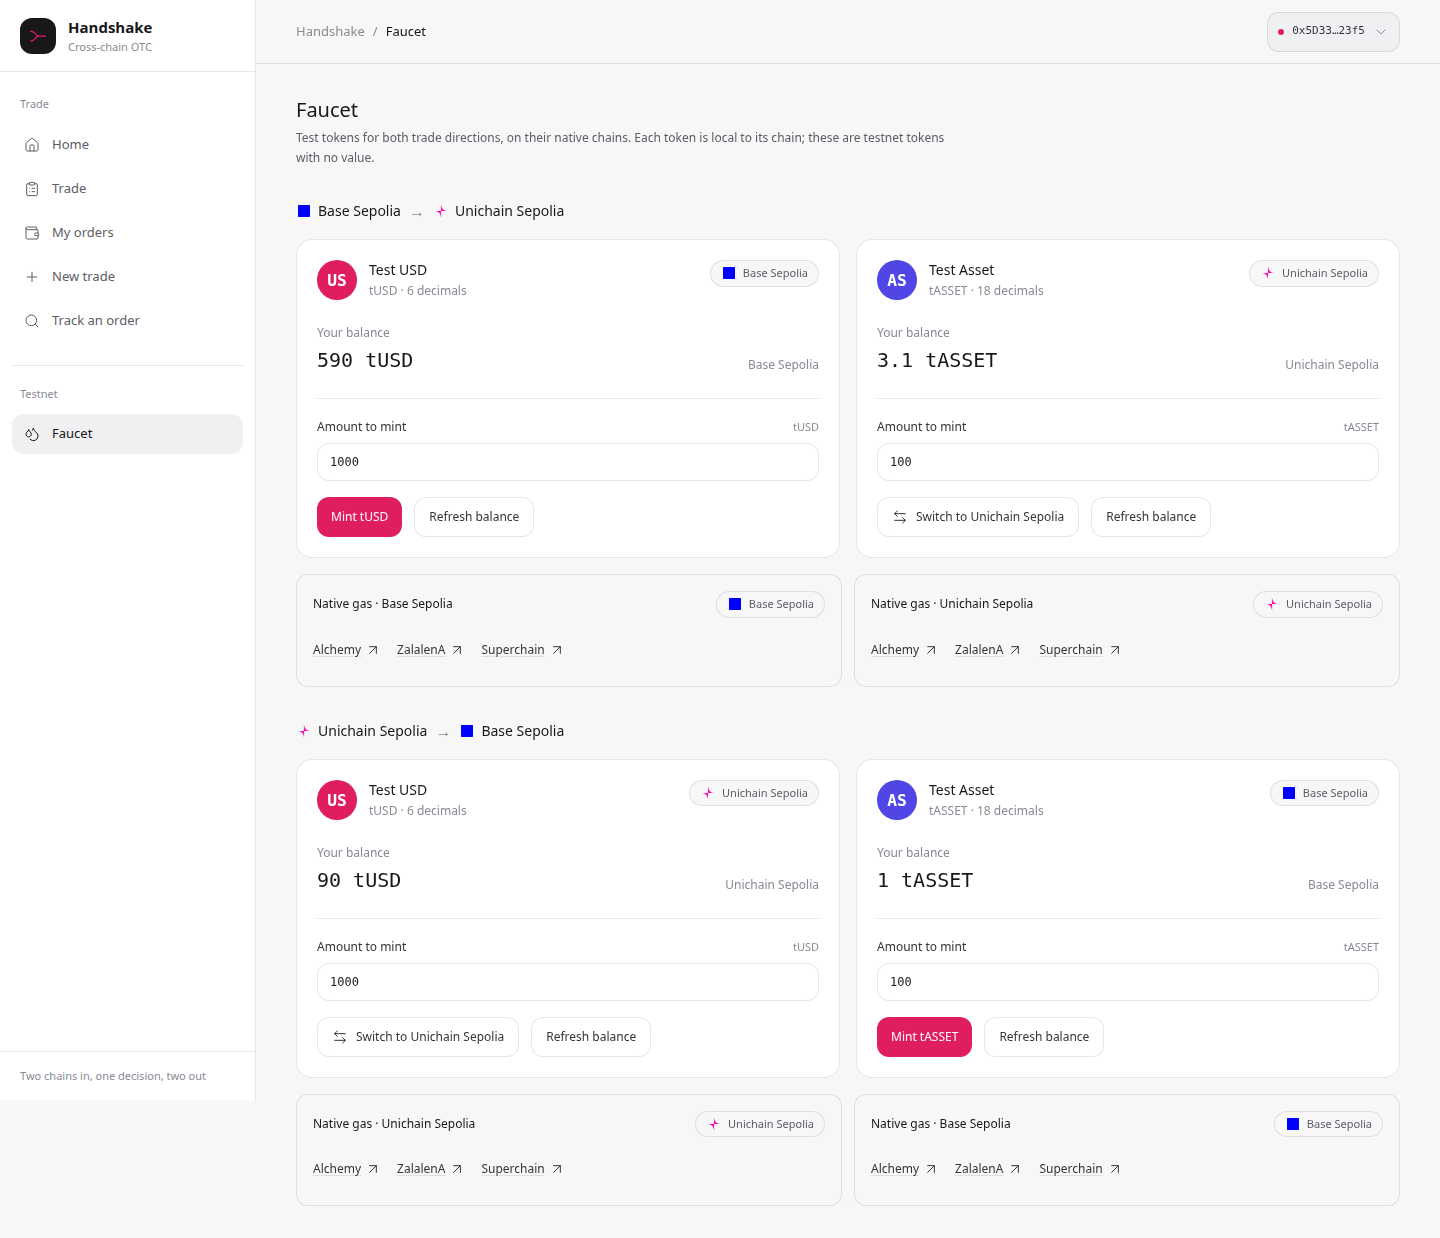 Handshake
Cross-chain OTC
Trade
Home
Trade
My orders
New trade
Track an order
Testnet
Faucet
Two chains in, one decision, two out
Handshake / Faucet
0x5D33…23f5
Faucet
Test tokens for both trade directions, on their native chains. Each token is local to its chain; these are testnet tokens
with no value.
Base Sepolia → Unichain Sepolia
US
Test USD
tUSD · 6 decimals
Base Sepolia
Your balance
590 tUSD
Base Sepolia
Amount to mint
tUSD
1000
Mint tUSD
Refresh balance
AS
Test Asset
tASSET · 18 decimals
Unichain Sepolia
Your balance
3.1 tASSET
Unichain Sepolia
Amount to mint
tASSET
100
Switch to Unichain Sepolia
Refresh balance
Native gas · Base Sepolia
Base Sepolia
Alchemy
ZalalenA
Superchain
Native gas · Unichain Sepolia
Unichain Sepolia
Alchemy
ZalalenA
Superchain
Unichain Sepolia → Base Sepolia
US
Test USD
tUSD · 6 decimals
Unichain Sepolia
Your balance
90 tUSD
Unichain Sepolia
Amount to mint
tUSD
1000
Switch to Unichain Sepolia
Refresh balance
AS
Test Asset
tASSET · 18 decimals
Base Sepolia
Your balance
1 tASSET
Base Sepolia
Amount to mint
tASSET
100
Mint tASSET
Refresh balance
Native gas · Unichain Sepolia
Unichain Sepolia
Alchemy
ZalalenA
Superchain
Native gas · Base Sepolia
Base Sepolia
Alchemy
ZalalenA
Superchain